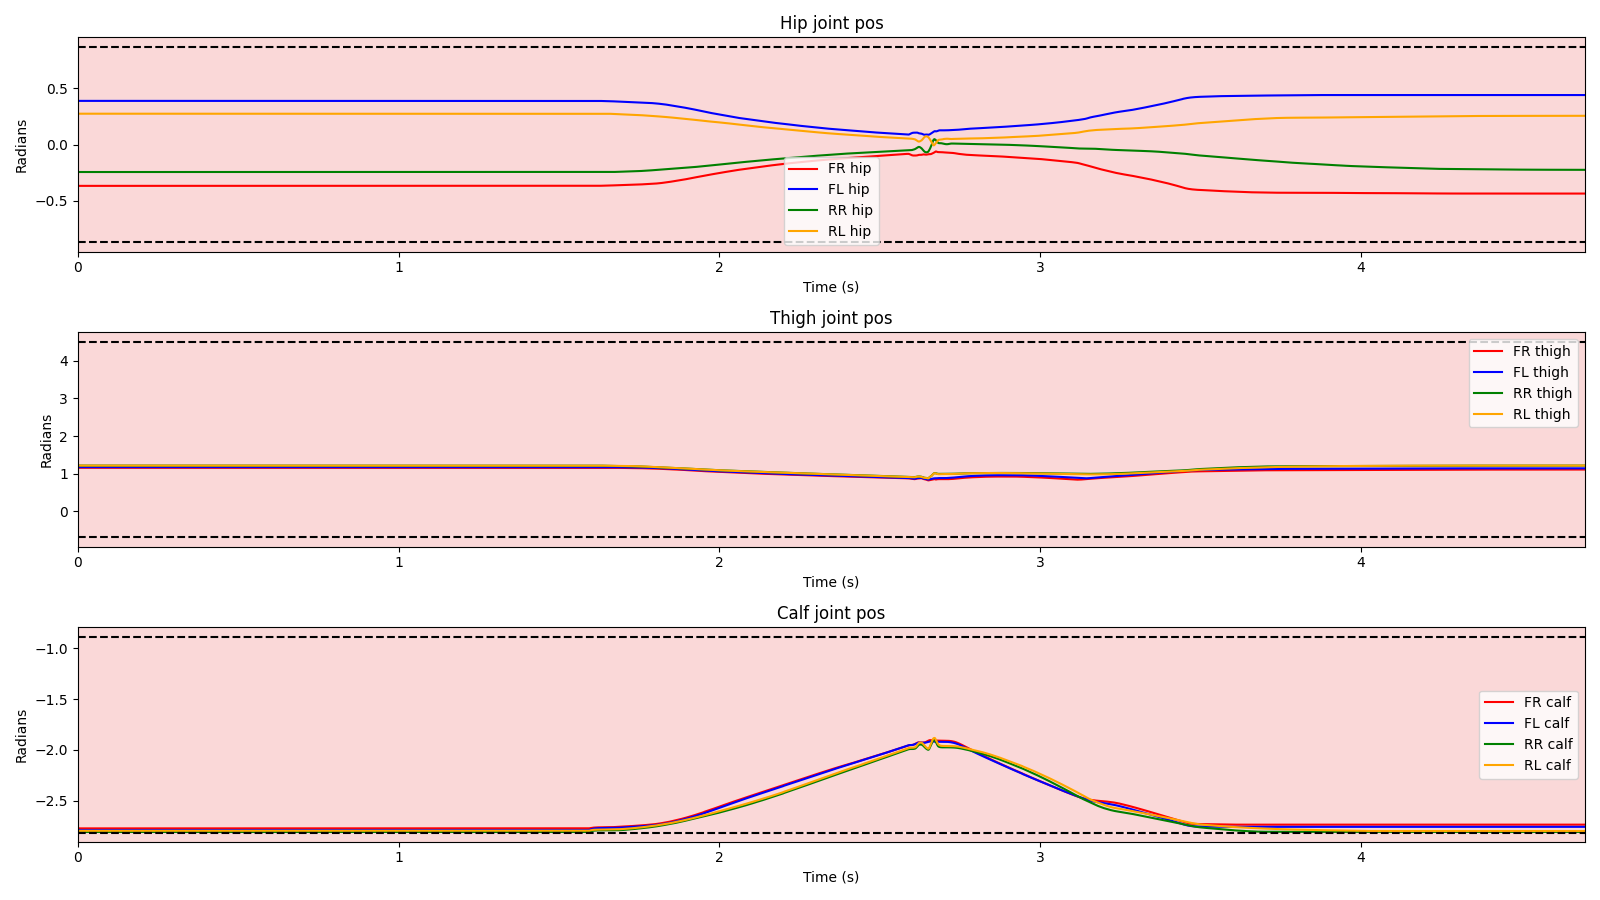 Hip joint pos
Radians
0.5
0.0
−0.5
FR hip
FL hip
RR hip
RL hip
0 1 2 3 4
Time (s)
Thigh joint pos
Radians
4
3
2
1
0
FR thigh
FL thigh
RR thigh
RL thigh
0 1 2 3 4
Time (s)
Calf joint pos
Radians
−1.0
−1.5
−2.0
−2.5
FR calf
FL calf
RR calf
RL calf
0 1 2 3 4
Time (s)